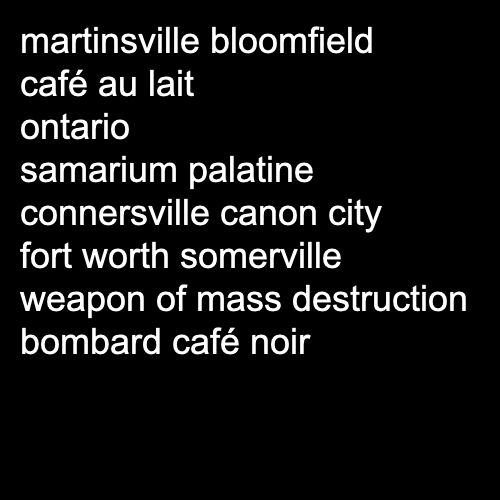 martinsville bloomfield
café au lait
ontario
samarium palatine
connersville canon city
fort worth somerville
weapon of mass destruction
bombard café noir